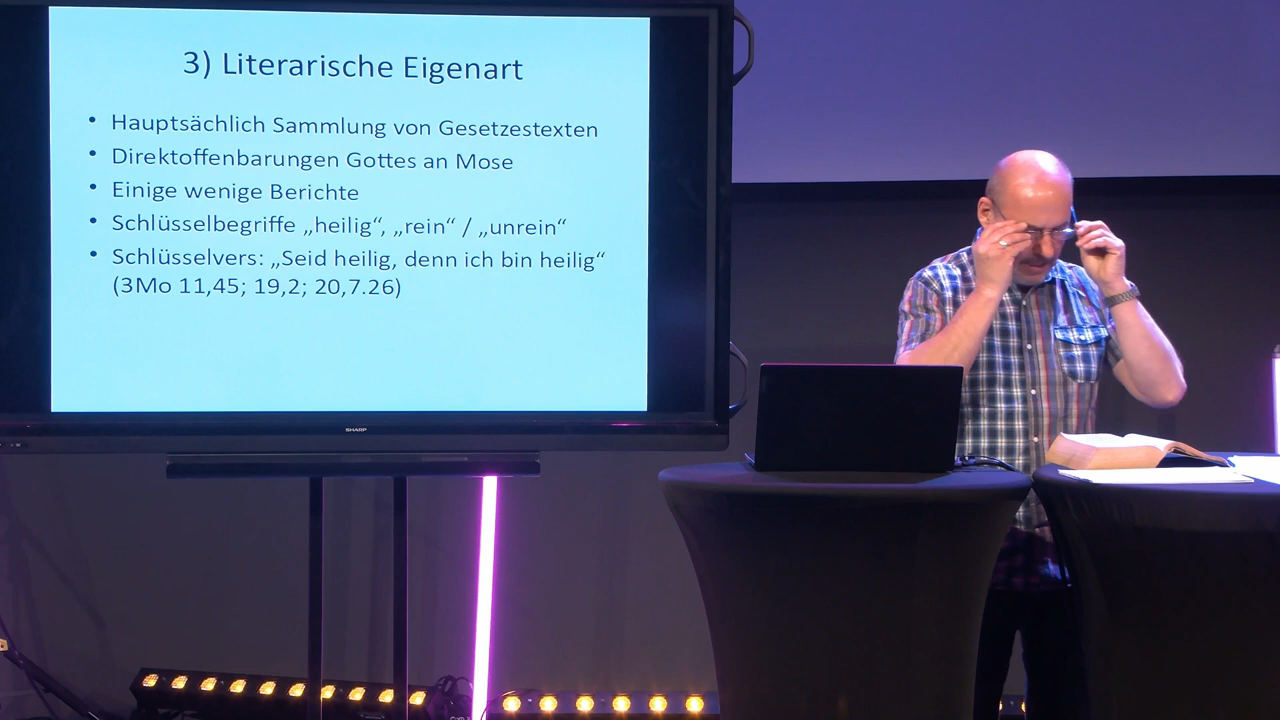 3) Literarische Eigenart
• Hauptsächlich Sammlung von Gesetzestexten
• Direktoffenbarungen Gottes an Mose
• Einige wenige Berichte
• Schlüsselbegriffe „heilig“, „rein“ / „unrein“
• Schlüsselvers: „Seid heilig, denn ich bin heilig“
(3Mo 11,45; 19,2; 20,7.26)
SHARP